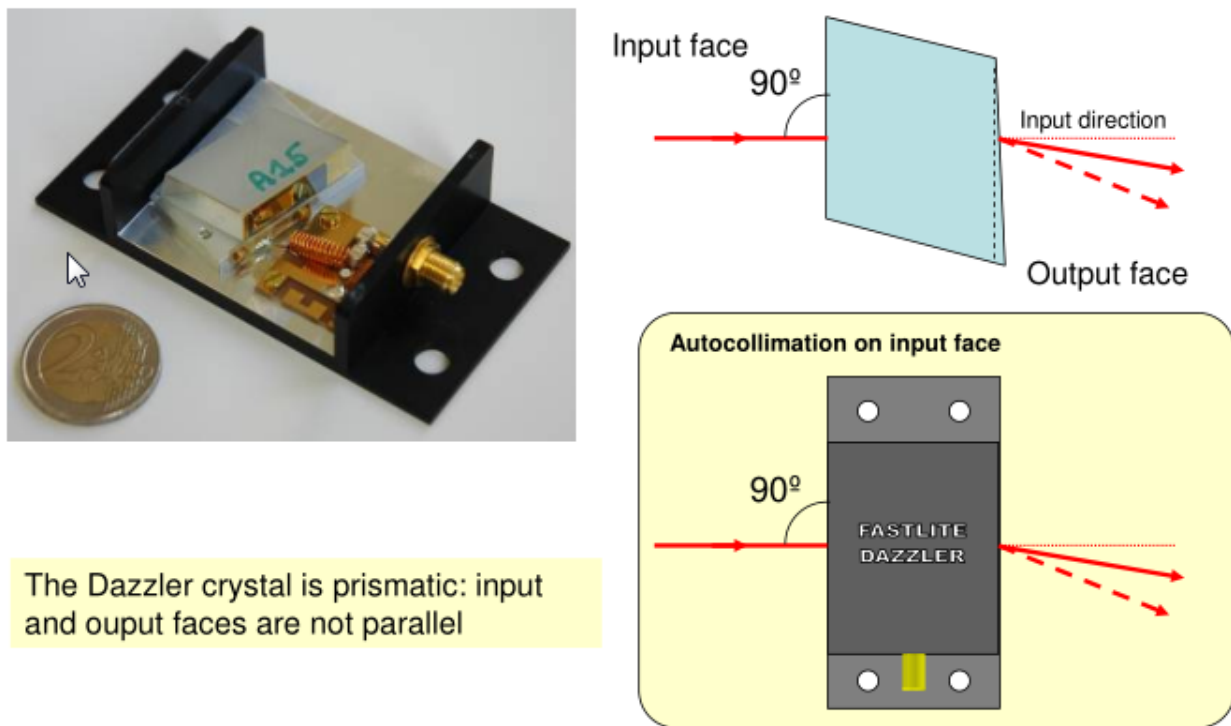 A15
Input face
90º
Input direction
Output face
Autocollimation on input face
90º
FASTLITE
DAZZLER
The Dazzler crystal is prismatic: input
and ouput faces are not parallel